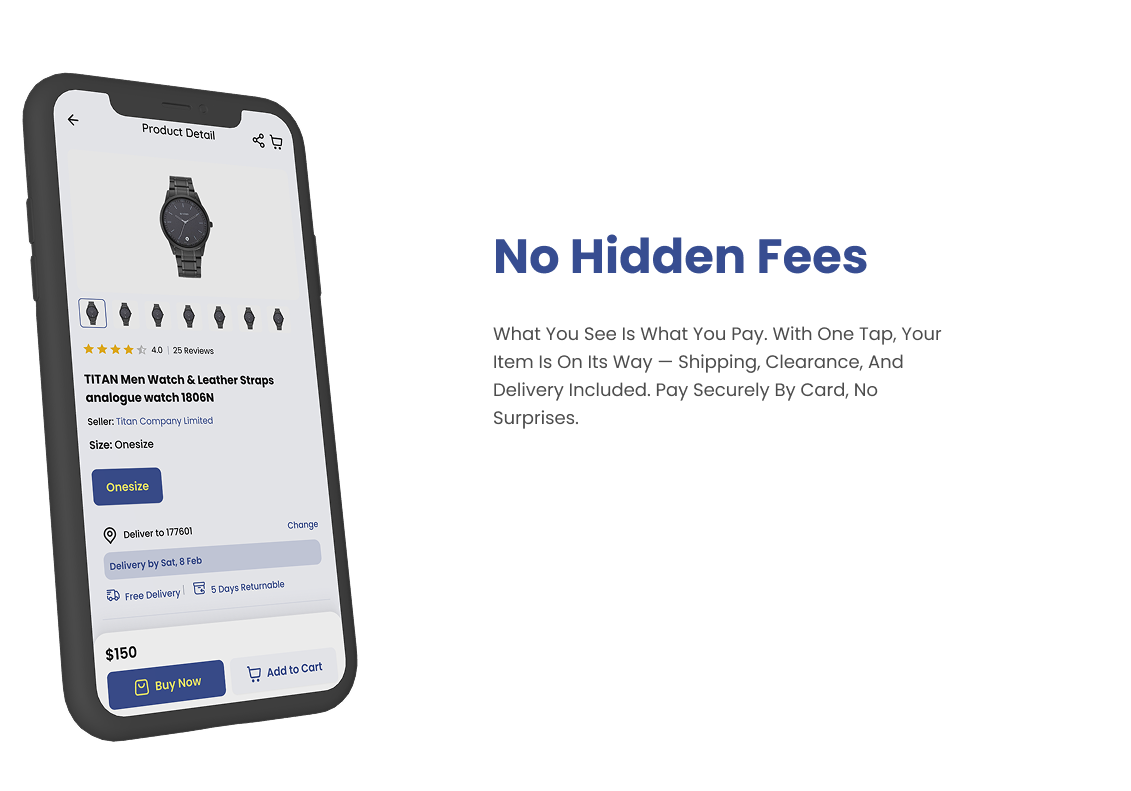 Product Detail
4.0 | 25 Reviews
TITAN Men Watch & Leather Straps
analogue watch 1806N
Seller: Titan Company Limited
Size: Onesize
Onesize
Deliver to 177601
Change
Delivery by Sat, 8 Feb
Free Delivery | 5 Days Returnable
$150
Buy Now
Add to Cart
No Hidden Fees
What You See Is What You Pay. With One Tap, Your
Item Is On Its Way — Shipping, Clearance, And
Delivery Included. Pay Securely By Card, No
Surprises.